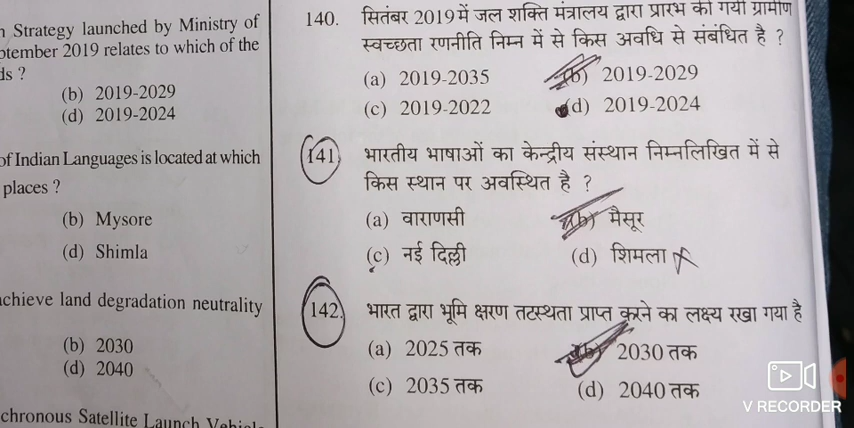 Strategy launched by Ministry of
2019 relates to which of the
(b) 2019-2029
(d) 2019-2024
of Indian Languages is located at which
places ?
(b) Mysore
(d) Shimla
achieve land degradation neutrality
(b) 2030
(d) 2040
Satellite Launch
140. सितंबर 2019 में जल शक्ति मंत्रालय द्वारा प्रारंभ की गयी ग्रामीण
स्वच्छता रणनीति निम्न में से किस अवधि से संबंधित है ?
(a) 2019-2035 (b) 2019-2029
(c) 2019-2022 (d) 2019-2024
141. भारतीय भाषाओं का केन्द्रीय संस्थान निम्नलिखित में से
किस स्थान पर अवस्थित है ?
(a) वाराणसी (b) मैसूर
(c) नई दिल्ली (d) शिमला
142. भारत द्वारा भूमि क्षरण तटस्थता प्राप्त करने का लक्ष्य रखा गया है
(a) 2025 तक (b) 2030 तक
(c) 2035 तक (d) 2040 तक
V RECORDER